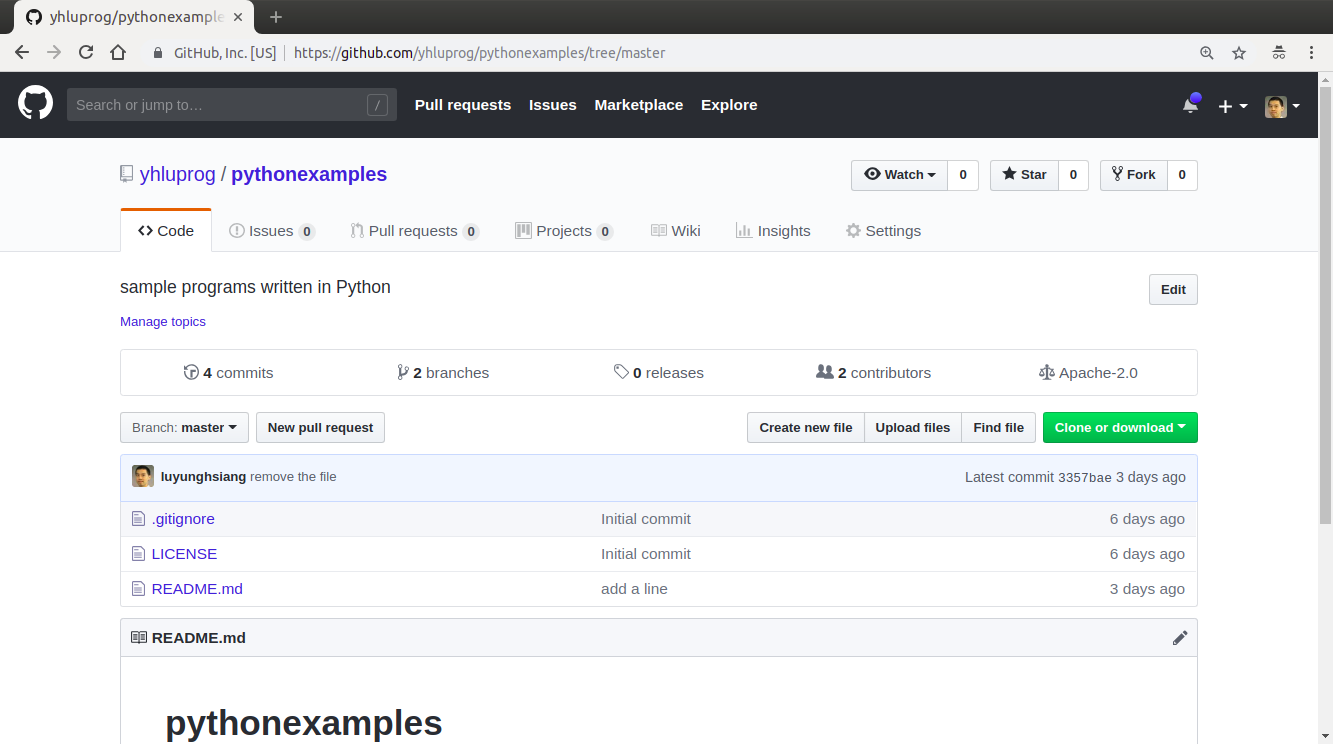 yhluprog/pythonexample
GitHub, Inc. [US] https://github.com/yhluprog/pythonexamples/tree/master
Search or jump to… / Pull requests Issues Marketplace Explore
yhluprog / pythonexamples Watch 0 Star 0 Fork 0
Code Issues 0 Pull requests 0 Projects 0 Wiki Insights Settings
sample programs written in Python Edit
Manage topics
4 commits 2 branches 0 releases 2 contributors Apache-2.0
Branch: master New pull request Create new file Upload files Find file Clone or download
luyunghsiang remove the file Latest commit 3357bae 3 days ago
.gitignore Initial commit 6 days ago
LICENSE Initial commit 6 days ago
README.md add a line 3 days ago
README.md
pythonexamples